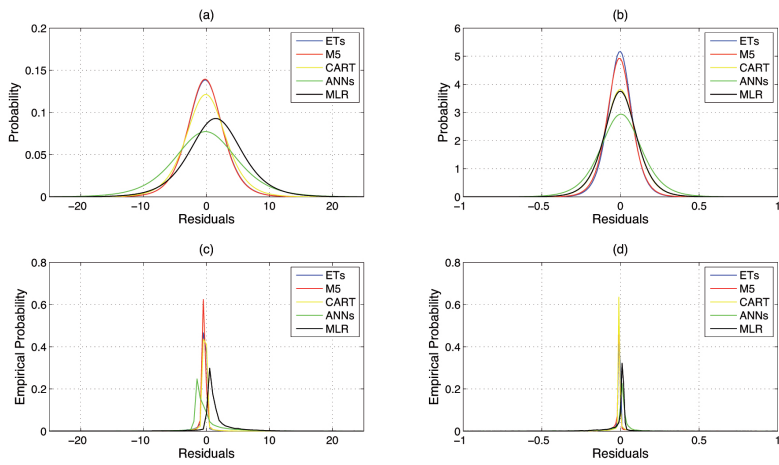 (a)
0.2
0.15
0.1
0.05
0
Probability
ETs
M5
CART
ANNs
MLR
−20
−10
0
10
20
Residuals
(b)
6
5
4
3
2
1
0
Probability
ETs
M5
CART
ANNs
MLR
−1
−0.5
0
0.5
1
Residuals
(c)
0.8
0.6
0.4
0.2
0
Empirical Probability
ETs
M5
CART
ANNs
MLR
−20
−10
0
10
20
Residuals
(d)
0.8
0.6
0.4
0.2
0
Empirical Probability
ETs
M5
CART
ANNs
MLR
−1
−0.5
0
0.5
1
Residuals